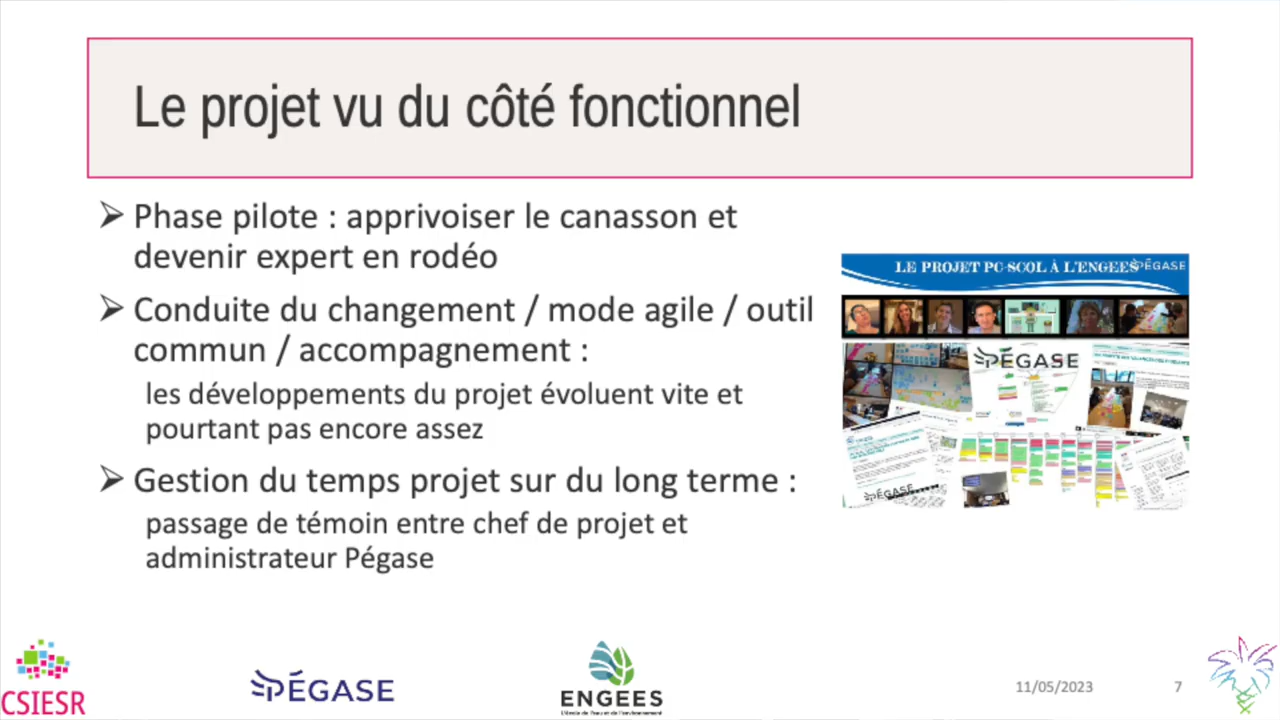 Le projet vu du côté fonctionnel
➢ Phase pilote : apprivoiser le canasson et
devenir expert en rodéo
➢ Conduite du changement / mode agile / outil
commun / accompagnement :
les développements du projet évoluent vite et
pourtant pas encore assez
➢ Gestion du temps projet sur du long terme :
passage de témoin entre chef de projet et
administrateur Pégase
LE PROJET PC-SCOL À L'ENGEES PÉGASE
PÉGASE
PÉGASE
CSIESR
PÉGASE
ENGEES
L'école de l'eau et de l'environnement
11/05/2023
7